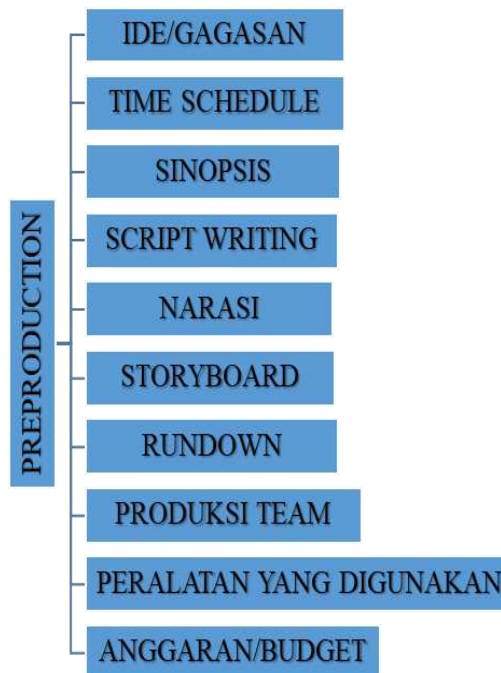 PREPRODUCTION
IDE/GAGASAN
TIME SCHEDULE
SINOPSIS
SCRIPT WRITING
NARASI
STORYBOARD
RUNDOWN
PRODUKSI TEAM
PERALATAN YANG DIGUNAKAN
ANGGARAN/BUDGET